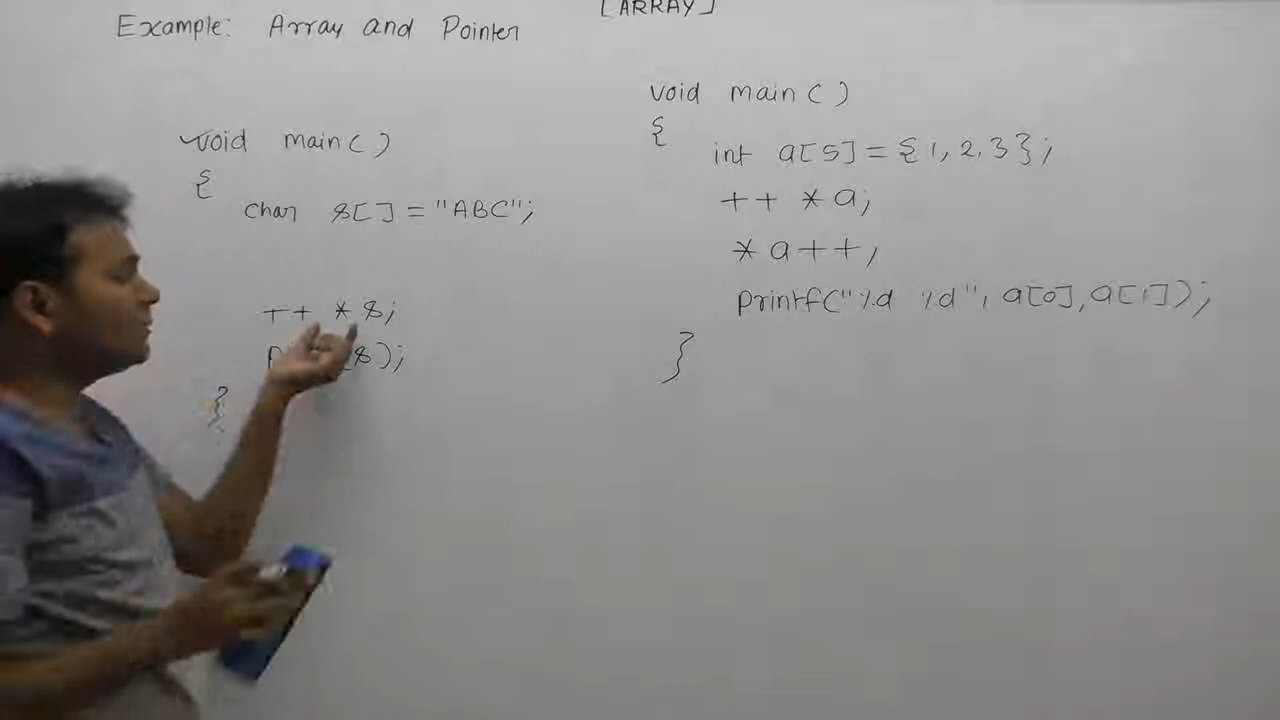 [ARRAY]
Example: Array and Pointer
void main()
{
char s[] = "ABC";
++ *s;
(s);
}
void main()
{
int a[5] = {1, 2, 3};
++ *a;
*a++;
printf("%d %d", a[0], a[1]);
}